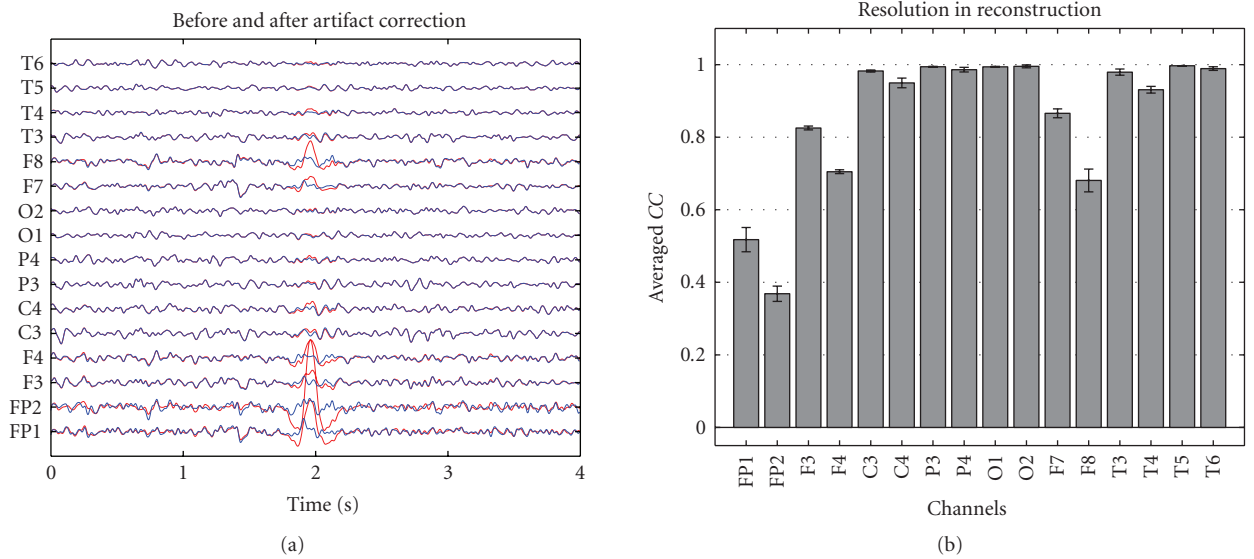 Before and after artifact correction
T6
T5
T4
T3
F8
F7
O2
O1
P4
P3
C4
C3
F4
F3
FP2
FP1
0 1 2 3 4
Time (s)
(a)
Resolution in reconstruction
Averaged CC
1
0.8
0.6
0.4
0.2
0
FP1 FP2 F3 F4 C3 C4 P3 P4 O1 O2 F7 F8 T3 T4 T5 T6
Channels
(b)